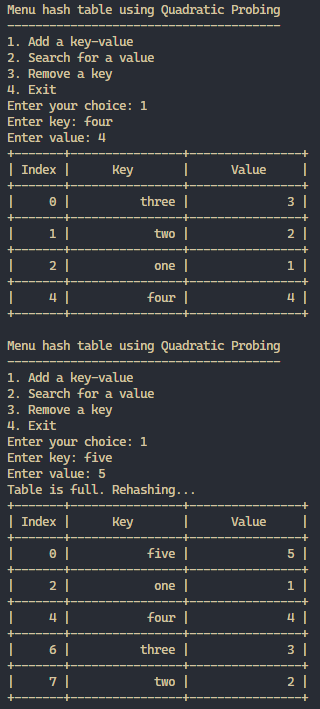 Menu hash table using Quadratic Probing
---------------------------------------
1. Add a key-value
2. Search for a value
3. Remove a key
4. Exit
Enter your choice: 1
Enter key: four
Enter value: 4
+-------+----------------+----------------+
| Index |      Key       |      Value     |
+-------+----------------+----------------+
|     0 |          three |              3 |
+-------+----------------+----------------+
|     1 |            two |              2 |
+-------+----------------+----------------+
|     2 |            one |              1 |
+-------+----------------+----------------+
|     4 |           four |              4 |
+-------+----------------+----------------+
Menu hash table using Quadratic Probing
---------------------------------------
1. Add a key-value
2. Search for a value
3. Remove a key
4. Exit
Enter your choice: 1
Enter key: five
Enter value: 5
Table is full. Rehashing...
+-------+----------------+----------------+
| Index |      Key       |      Value     |
+-------+----------------+----------------+
|     0 |           five |              5 |
+-------+----------------+----------------+
|     2 |            one |              1 |
+-------+----------------+----------------+
|     4 |           four |              4 |
+-------+----------------+----------------+
|     6 |          three |              3 |
+-------+----------------+----------------+
|     7 |            two |              2 |
+-------+----------------+----------------+